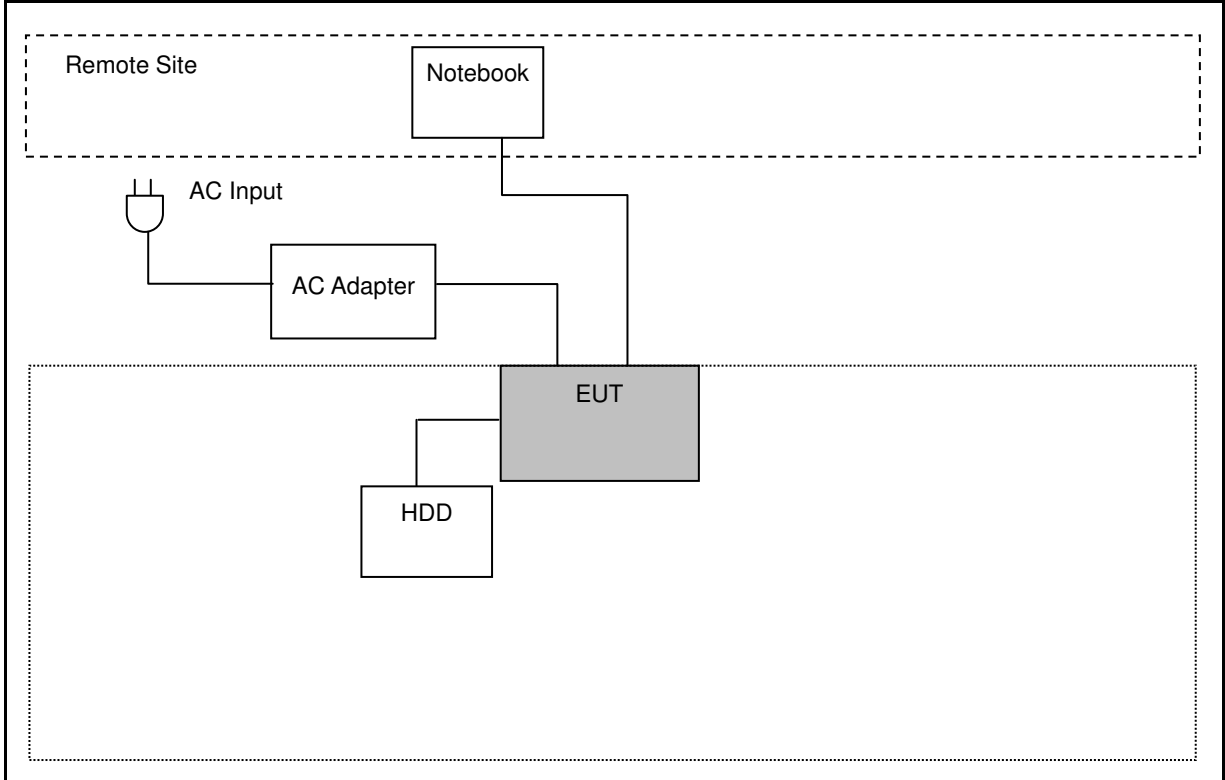 Remote Site
Notebook
AC Input
AC Adapter
EUT
HDD